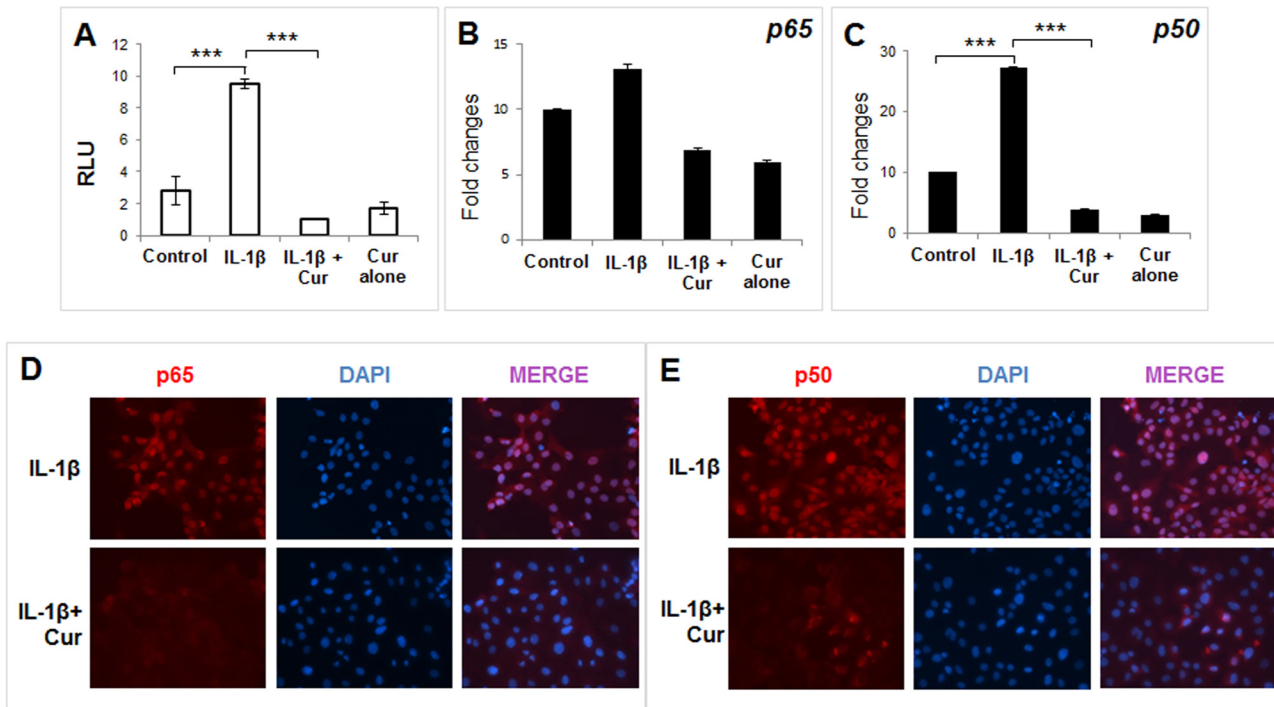 A
***
***
12
10
8
6
4
2
0
RLU
Control
IL-1β
IL-1β +
Cur
Cur
alone
B
p65
15
10
5
0
Fold changes
Control
IL-1β
IL-1β +
Cur
Cur
alone
C
p50
***
***
30
20
10
0
Fold changes
Control
IL-1β
IL-1β +
Cur
Cur
alone
D
p65
DAPI
MERGE
IL-1β
IL-1β+
Cur
E
p50
DAPI
MERGE
IL-1β
IL-1β+
Cur